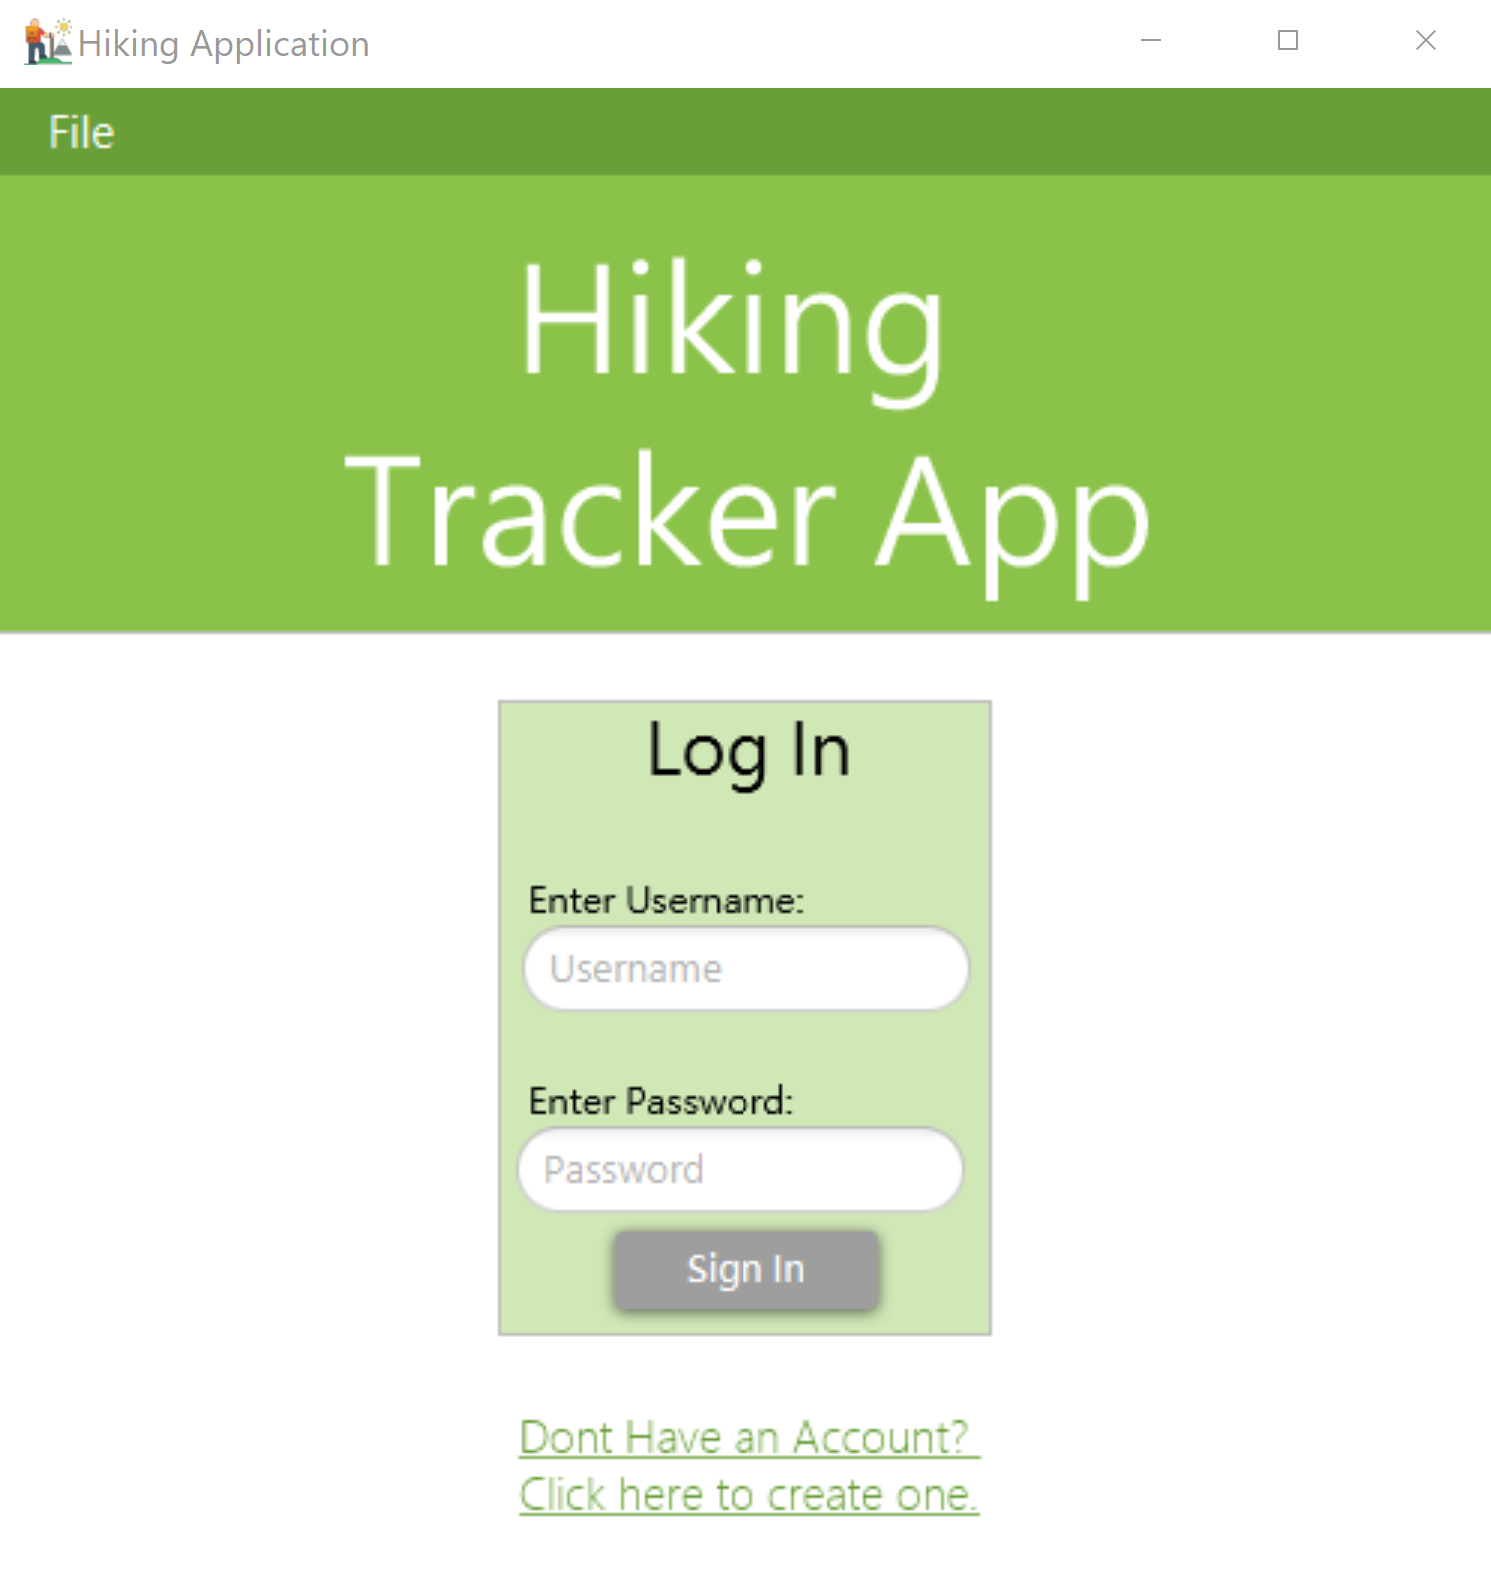 Hiking Application
File
Hiking
Tracker App
Log In
Enter Username:
Username
Enter Password:
Password
Sign In
Dont Have an Account?
Click here to create one.